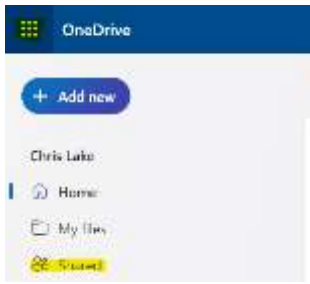 OneDrive
+ Add new
Chris Lake
Home
My files
Shared